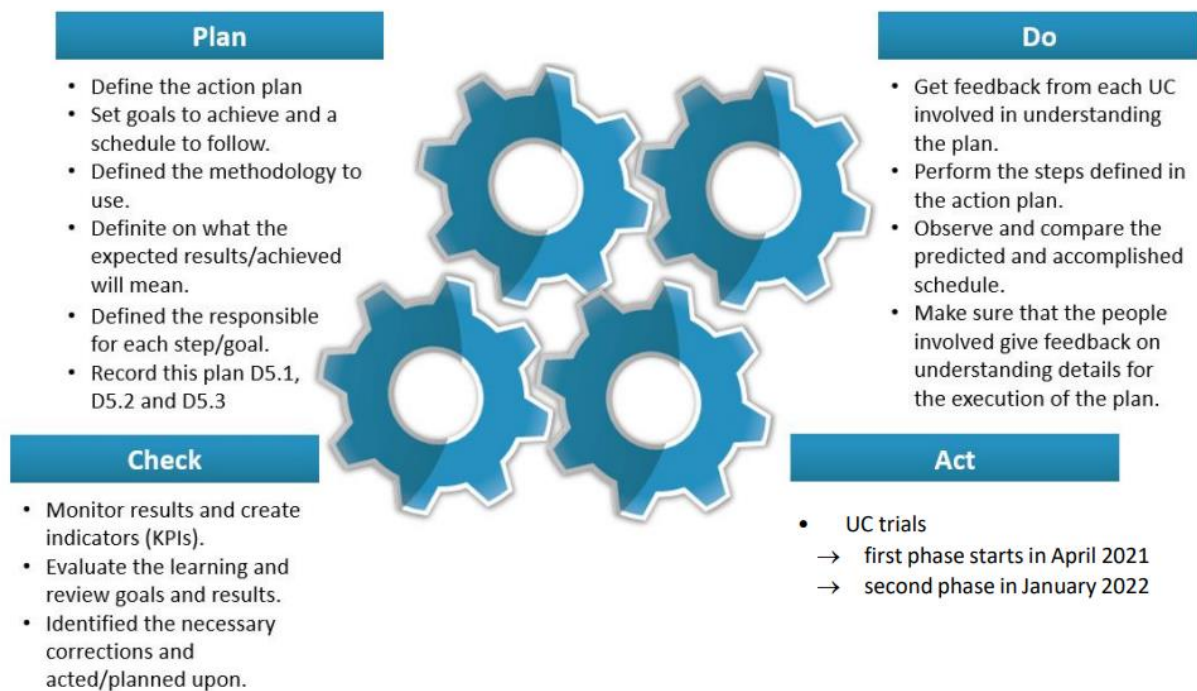 Plan
• Define the action plan
• Set goals to achieve and a
schedule to follow.
• Defined the methodology to
use.
• Definite on what the
expected results/achieved
will mean.
• Defined the responsible
for each step/goal.
• Record this plan D5.1,
D5.2 and D5.3
Do
• Get feedback from each UC
involved in understanding
the plan.
• Perform the steps defined in
the action plan.
• Observe and compare the
predicted and accomplished
schedule.
• Make sure that the people
involved give feedback on
understanding details for
the execution of the plan.
Check
• Monitor results and create
indicators (KPIs).
• Evaluate the learning and
review goals and results.
• Identified the necessary
corrections and
acted/planned upon.
Act
• UC trials
→ first phase starts in April 2021
→ second phase in January 2022